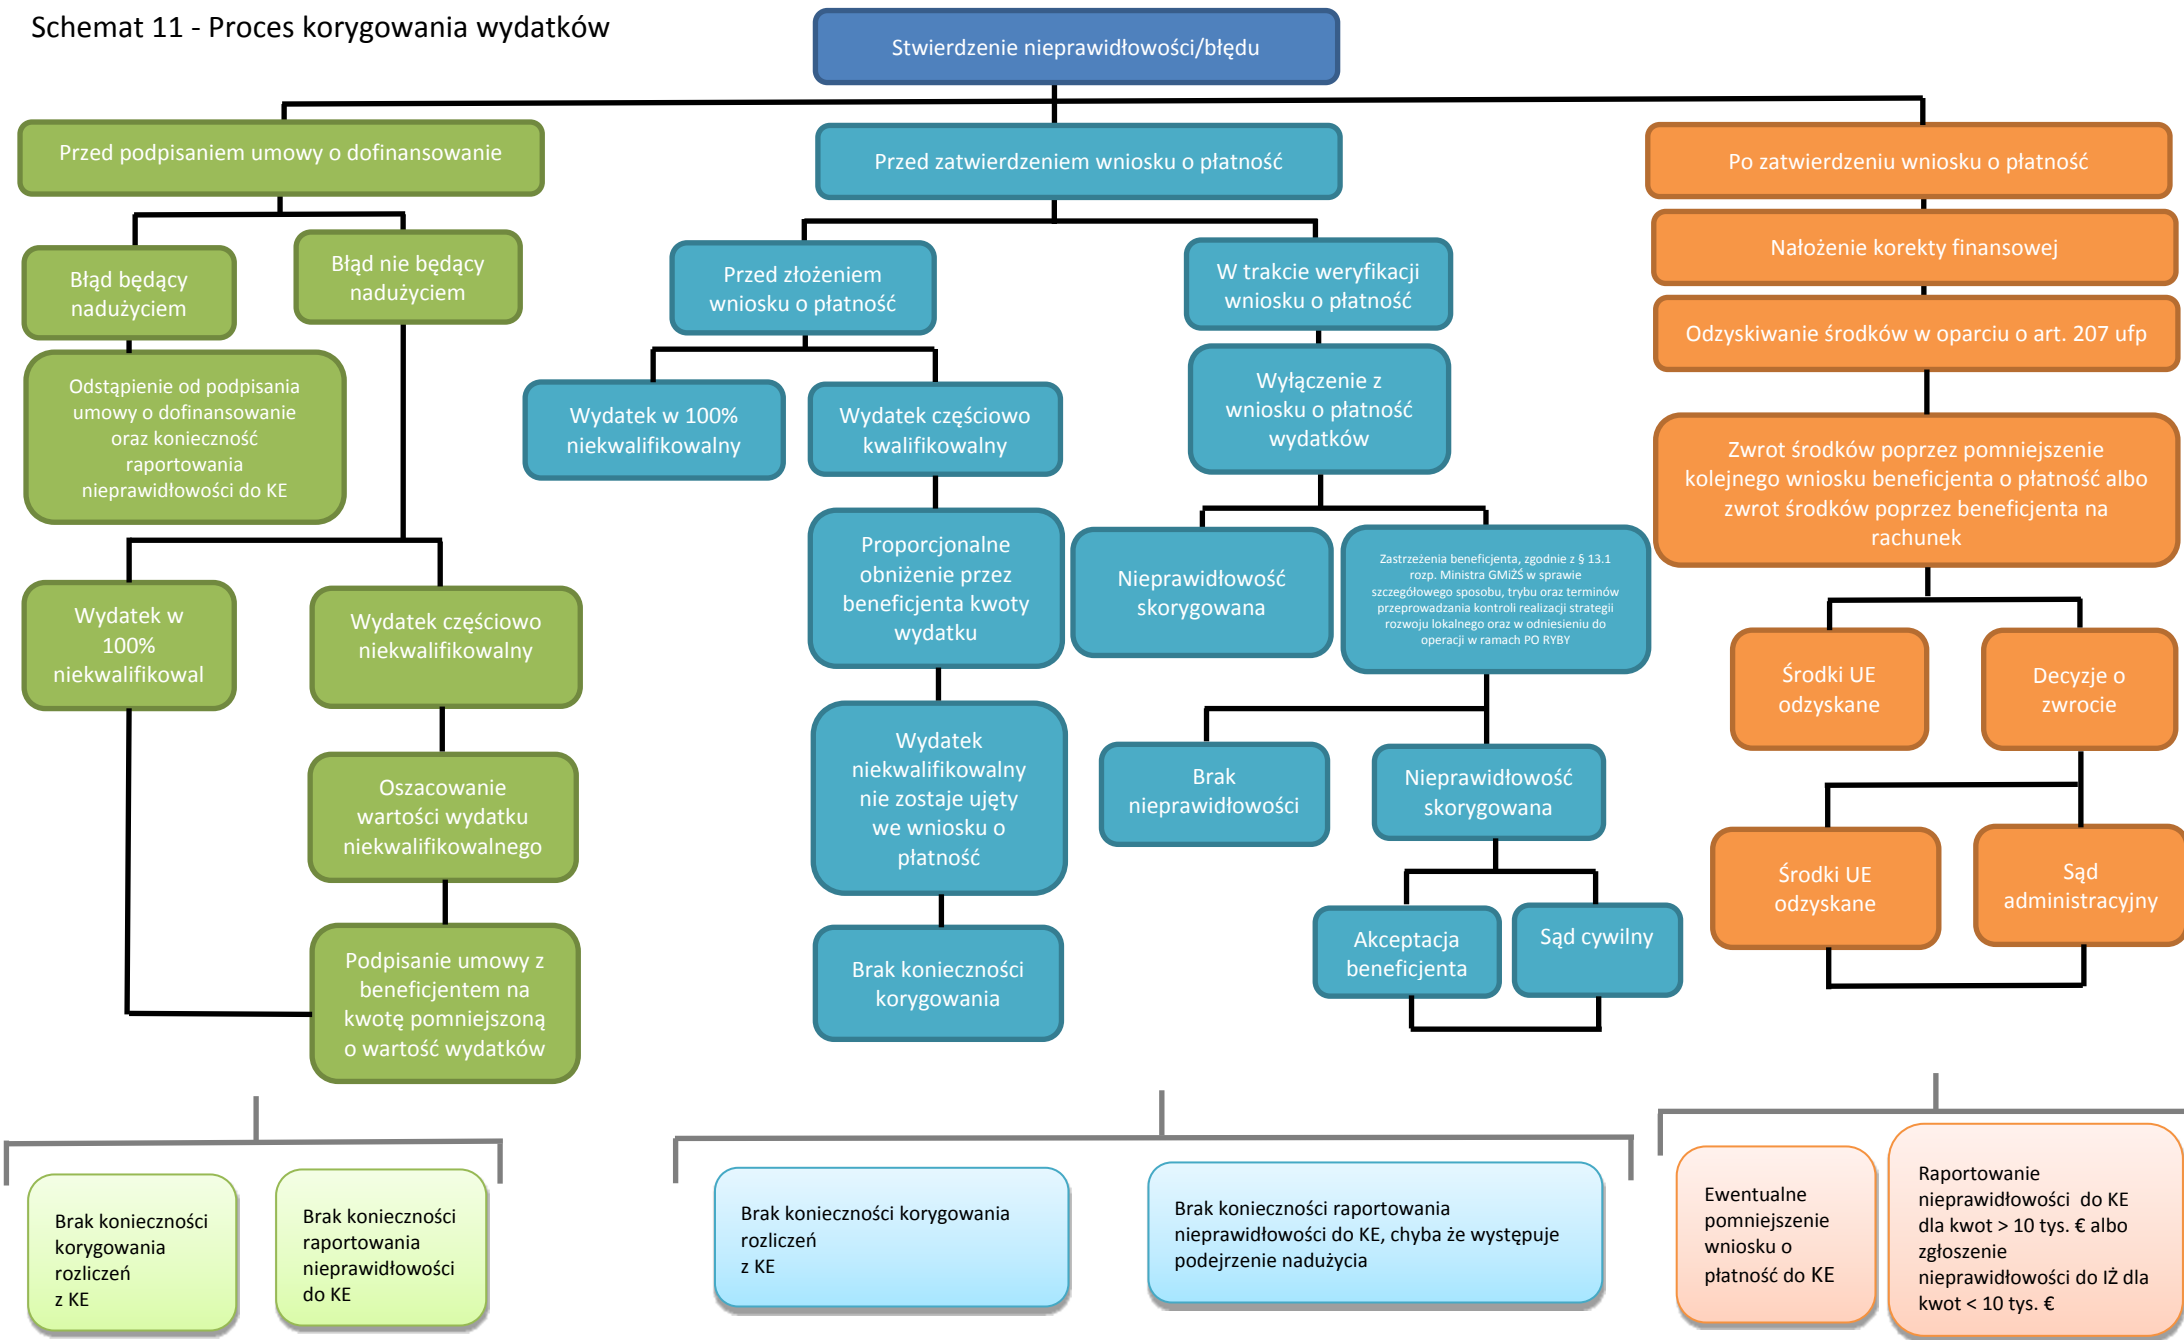 Schemat 11 - Proces korygowania wydatków
Stwierdzenie nieprawidłowości/błędu
Przed podpisaniem umowy o dofinansowanie
Błąd będący
nadużyciem
Błąd nie będący
nadużyciem
Odstąpienie od podpisania
umowy o dofinansowanie
oraz konieczność
raportowania
nieprawidłowości do KE
Wydatek w
100%
niekwalifikowal
Wydatek częściowo
niekwalifikowalny
Oszacowanie
wartości wydatku
niekwalifikowalnego
Podpisanie umowy z
beneficjentem na
kwotę pomniejszoną
o wartość wydatków
Przed zatwierdzeniem wniosku o płatność
Przed złożeniem
wniosku o płatność
Wydatek w 100%
niekwalifikowalny
Wydatek częściowo
kwalifikowalny
Proporcjonalne
obniżenie przez
beneficjenta kwoty
wydatku
Wydatek
niekwalifikowalny
nie zostaje ujęty
we wniosku o
płatność
Brak konieczności
korygowania
W trakcie weryfikacji
wniosku o płatność
Wyłączenie z
wniosku o płatność
wydatków
Nieprawidłowość
skorygowana
Zastrzeżenia beneficjenta, zgodnie z § 13.1
rozp. Ministra GMiŻŚ w sprawie
szczegółowego sposobu, trybu oraz terminów
przeprowadzania kontroli realizacji strategii
rozwoju lokalnego oraz w odniesieniu do
operacji w ramach PO RYBY
Brak
nieprawidłowości
Nieprawidłowość
skorygowana
Akceptacja
beneficjenta
Sąd cywilny
Po zatwierdzeniu wniosku o płatność
Nałożenie korekty finansowej
Odzyskiwanie środków w oparciu o art. 207 ufp
Zwrot środków poprzez pomniejszenie
kolejnego wniosku beneficjenta o płatność albo
zwrot środków poprzez beneficjenta na
rachunek
Środki UE
odzyskane
Decyzje o
zwrocie
Środki UE
odzyskane
Sąd
administracyjny
Brak konieczności
korygowania
rozliczeń
z KE
Brak konieczności
raportowania
nieprawidłowości
do KE
Brak konieczności korygowania
rozliczeń
z KE
Brak konieczności raportowania
nieprawidłowości do KE, chyba że występuje
podejrzenie nadużycia
Ewentualne
pomniejszenie
wniosku o
płatność do KE
Raportowanie
nieprawidłowości do KE
dla kwot > 10 tys. € albo
zgłoszenie
nieprawidłowości do IŻ dla
kwot < 10 tys. €